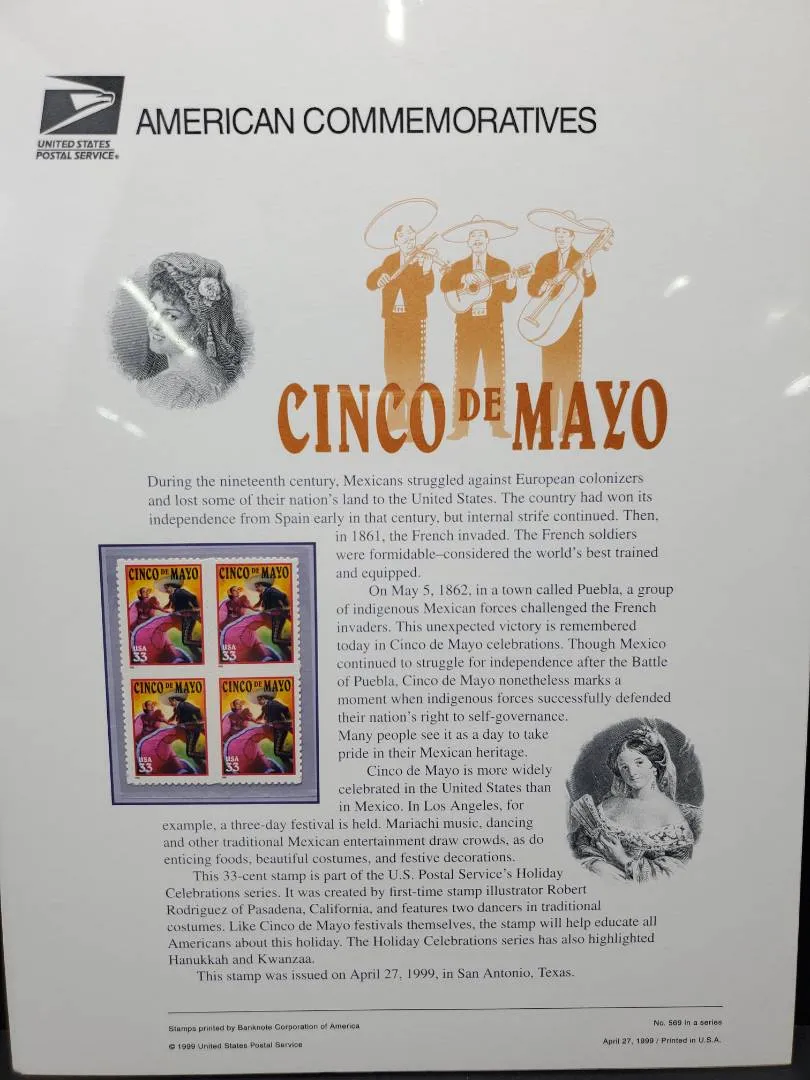 UNITED STATES
POSTAL SERVICE®
AMERICAN COMMEMORATIVES
CINCO DE MAYO
During the nineteenth century, Mexicans struggled against European colonizers
and lost some of their nation's land to the United States. The country had won its
independence from Spain early in that century, but internal strife continued. Then,
in 1861, the French invaded. The French soldiers
were formidable–considered the world's best trained
and equipped.
On May 5, 1862, in a town called Puebla, a group
of indigenous Mexican forces challenged the French
invaders. This unexpected victory is remembered
today in Cinco de Mayo celebrations. Though Mexico
continued to struggle for independence after the Battle
of Puebla, Cinco de Mayo nonetheless marks a
moment when indigenous forces successfully defended
their nation's right to self-governance.
Many people see it as a day to take
pride in their Mexican heritage.
Cinco de Mayo is more widely
celebrated in the United States than
in Mexico. In Los Angeles, for
example, a three-day festival is held. Mariachi music, dancing
and other traditional Mexican entertainment draw crowds, as do
enticing foods, beautiful costumes, and festive decorations.
This 33-cent stamp is part of the U.S. Postal Service's Holiday
Celebrations series. It was created by first-time stamp illustrator Robert
Rodriguez of Pasadena, California, and features two dancers in traditional
costumes. Like Cinco de Mayo festivals themselves, the stamp will help educate all
Americans about this holiday. The Holiday Celebrations series has also highlighted
Hanukkah and Kwanzaa.
This stamp was issued on April 27, 1999, in San Antonio, Texas.
CINCO DE MAYO
USA
33
CINCO DE MAYO
USA
33
CINCO DE MAYO
USA
33
CINCO DE MAYO
USA
33
Stamps printed by Banknote Corporation of America
© 1999 United States Postal Service
No. 569 in a series
April 27, 1999 / Printed in U.S.A.